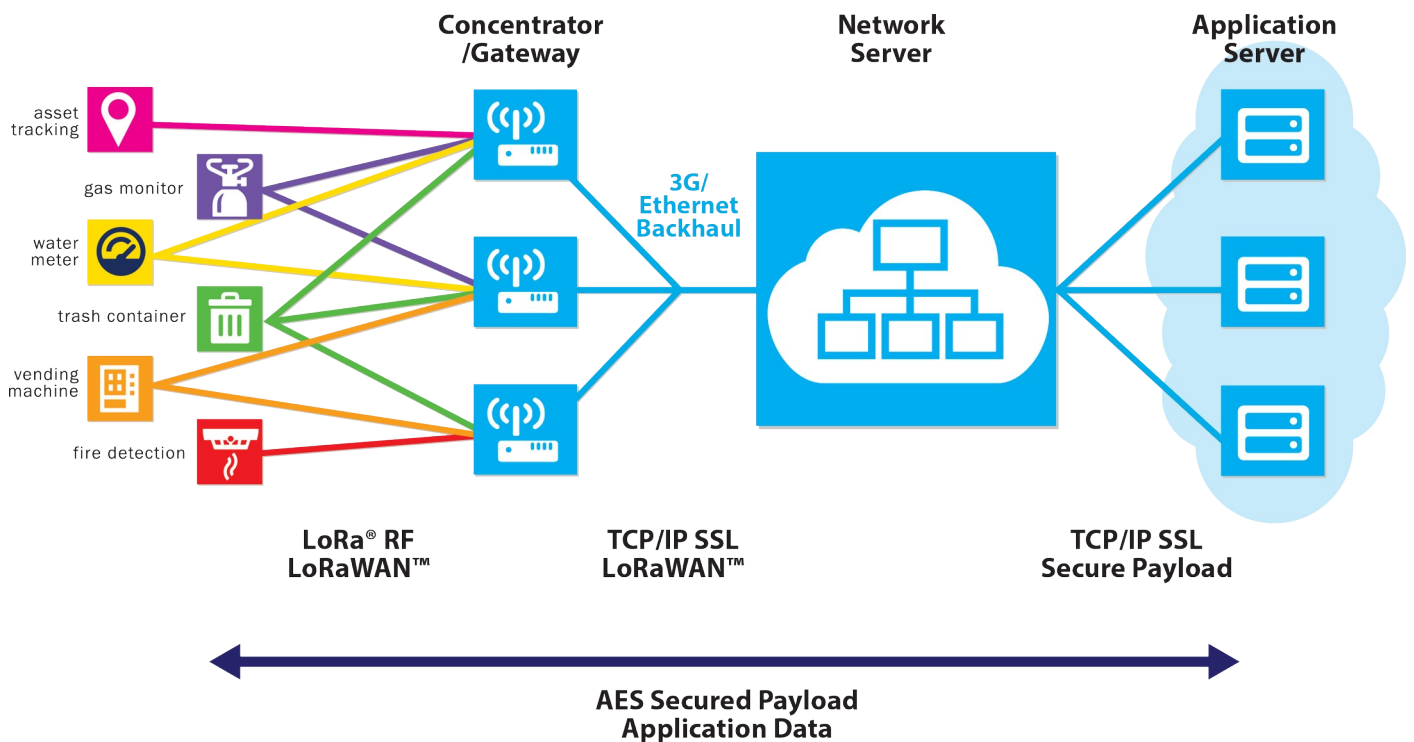 Concentrator
/Gateway
Network
Server
Application
Server
asset
tracking
gas monitor
water
meter
trash container
vending
machine
fire detection
3G/
Ethernet
Backhaul
LoRa® RF
LoRaWAN™
TCP/IP SSL
LoRaWAN™
TCP/IP SSL
Secure Payload
AES Secured Payload
Application Data